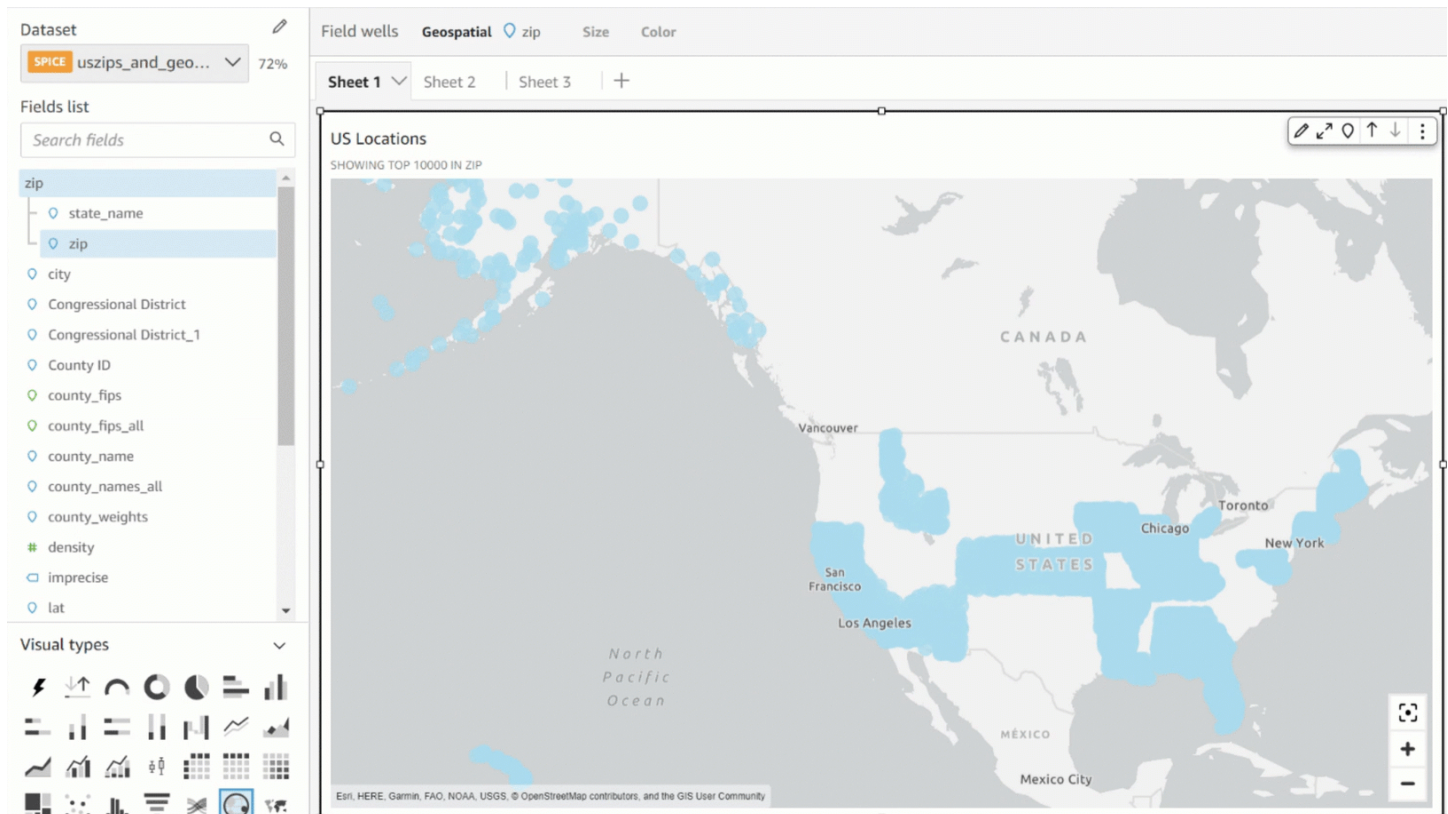 Dataset
SPICE uszips_and_geo... 72%
Fields list
Search fields
zip
state_name
zip
city
Congressional District
Congressional District_1
County ID
county_fips
county_fips_all
county_name
county_names_all
county_weights
density
imprecise
lat
Visual types
Field wells Geospatial zip Size Color
Sheet 1 Sheet 2 Sheet 3
US Locations
SHOWING TOP 10000 IN ZIP
CANADA
Vancouver
Toronto
Chicago
New York
UNITED
STATES
San
Francisco
Los Angeles
North
Pacific
Ocean
MÉXICO
Mexico City
Esri, HERE, Garmin, FAO, NOAA, USGS, © OpenStreetMap contributors, and the GIS User Community